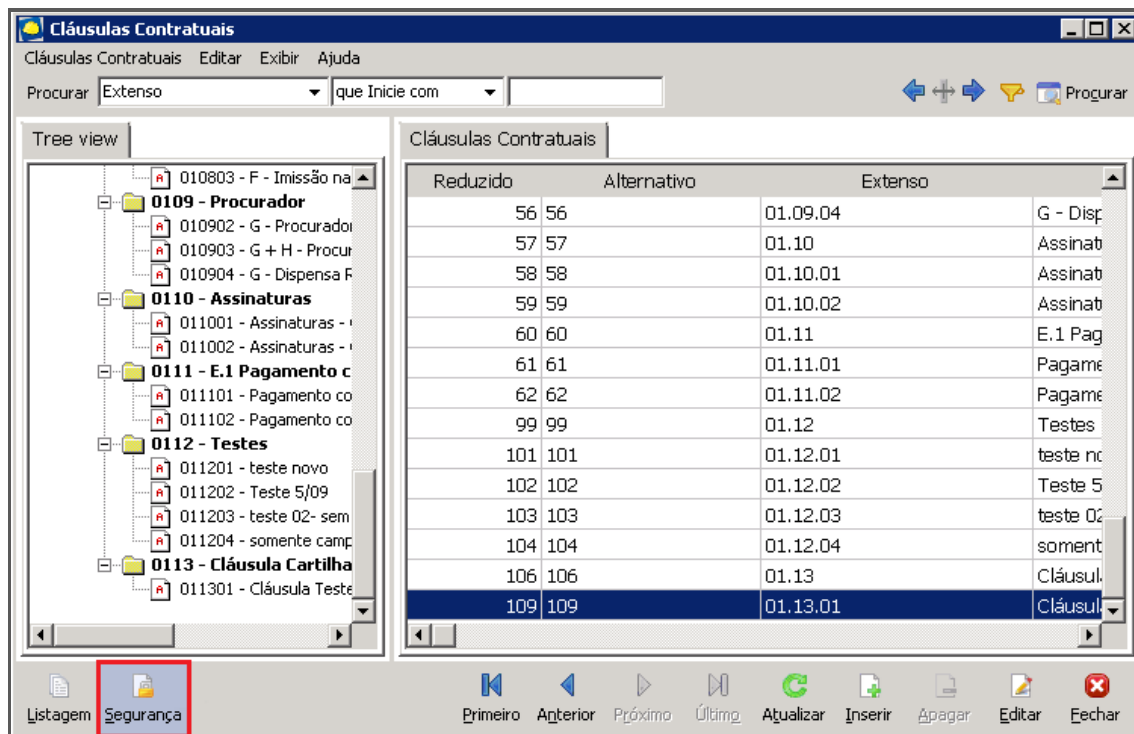 Cláusulas Contratuais
Cláusulas Contratuais Editar Exibir Ajuda
Procurar Extenso que Inicie com Procurar
Tree view
010803 - F - Imissão na
0109 - Procurador
010902 - G - Procurador
010903 - G + H - Procur
010904 - G - Dispensa R
0110 - Assinaturas
011001 - Assinaturas -
011002 - Assinaturas -
0111 - E.1 Pagamento c
011101 - Pagamento co
011102 - Pagamento co
0112 - Testes
011201 - teste novo
011202 - Teste 5/09
011203 - teste 02- sem
011204 - somente camp
0113 - Cláusula Cartilha
011301 - Cláusula Teste
Cláusulas Contratuais
Reduzido Alternativo Extenso
56 56 01.09.04 G - Disp
57 57 01.10 Assinat
58 58 01.10.01 Assinat
59 59 01.10.02 Assinat
60 60 01.11 E.1 Pag
61 61 01.11.01 Pagame
62 62 01.11.02 Pagame
99 99 01.12 Testes
101 101 01.12.01 teste no
102 102 01.12.02 Teste 5
103 103 01.12.03 teste 02
104 104 01.12.04 soment
106 106 01.13 Cláusul
109 109 01.13.01 Cláusul
Listagem Segurança Primeiro Anterior Próximo Último Atualizar Inserir Apagar Editar Fechar